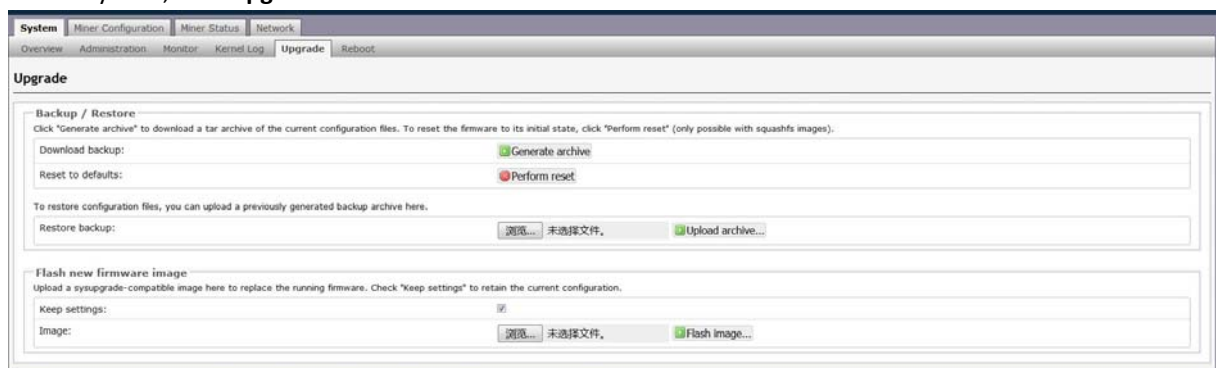 System Miner Configuration Miner Status Network
Overview Administration Monitor Kernel Log Upgrade Reboot
Upgrade
Backup / Restore
Click "Generate archive" to download a tar archive of the current configuration files. To reset the firmware to its initial state, click "Perform reset" (only possible with squashfs images).
Download backup: Generate archive
Reset to defaults: Perform reset
To restore configuration files, you can upload a previously generated backup archive here.
Restore backup: 浏览... 未选择文件。 Upload archive...
Flash new firmware image
Upload a sysupgrade-compatible image here to replace the running firmware. Check "Keep settings" to retain the current configuration.
Keep settings:
Image: 浏览... 未选择文件。 Flash image...